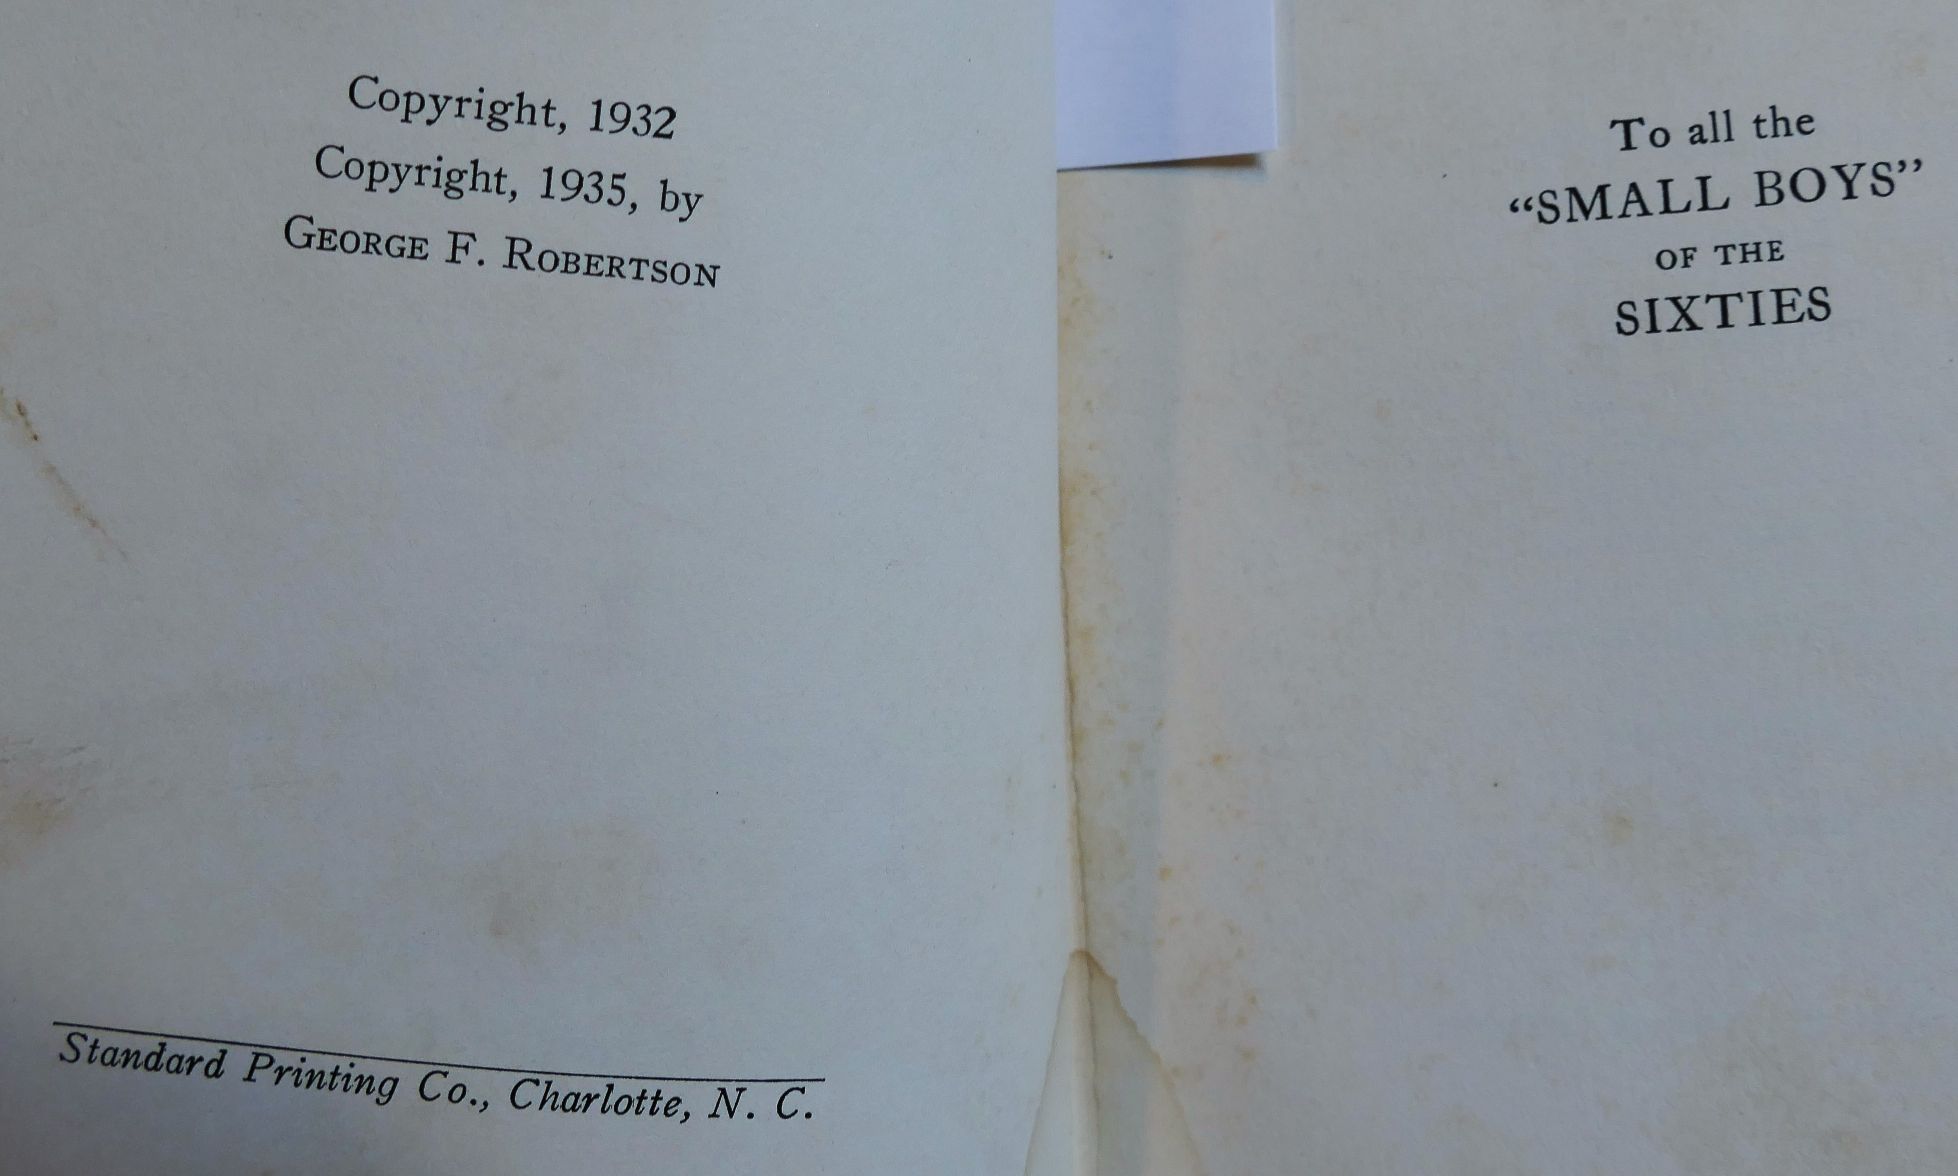 Copyright, 1932
Copyright, 1935, by
George F. Robertson
Standard Printing Co., Charlotte, N. C.
To all the
“SMALL BOYS”
OF THE
SIXTIES